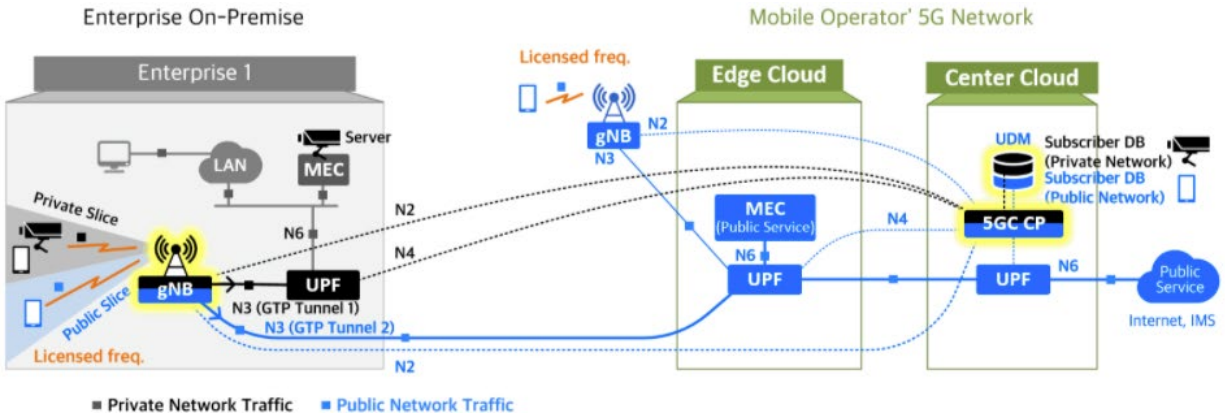 Enterprise On-Premise
Mobile Operator' 5G Network
Enterprise 1
Licensed freq.
Edge Cloud
Center Cloud
Server
MEC
LAN
gNB
N2
N3
UDM
Subscriber DB
(Private Network)
Subscriber DB
(Public Network)
Private Slice
N2
N4
N6
MEC
(Public Service)
N4
5GC CP
N6
gNB
UPF
UPF
UPF
N6
Public
Service
Public Slice
N3 (GTP Tunnel 1)
N3 (GTP Tunnel 2)
Internet, IMS
Licensed freq.
N2
Private Network Traffic
Public Network Traffic